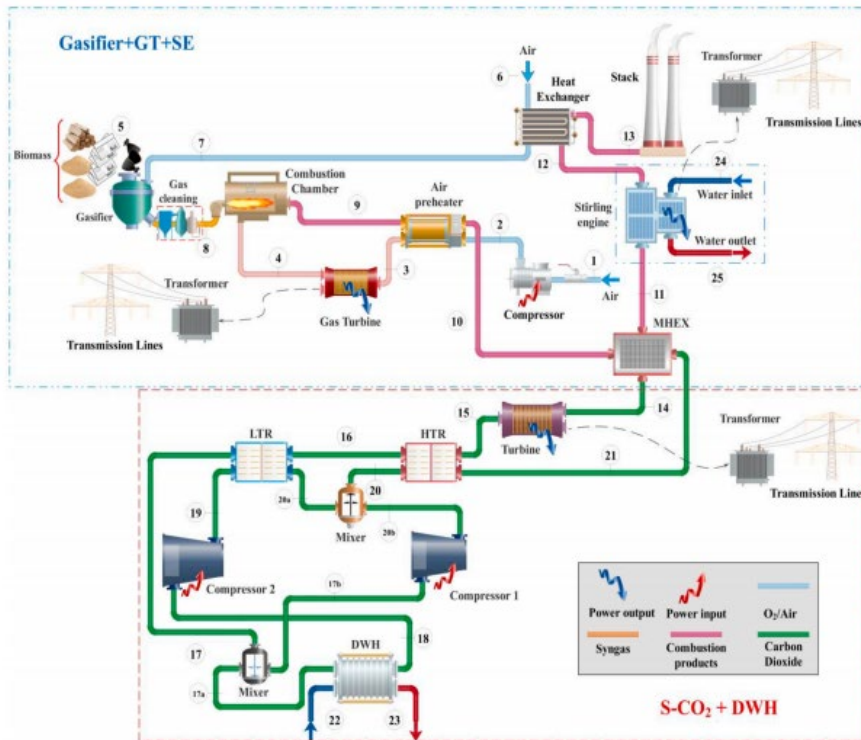 Gasifier+GT+SE
Air
6
Heat
Exchanger
Stack
Transformer
Transmission Lines
5
Biomass
7
Gas
cleaning
Gasifier
8
Combustion
Chamber
9
Air
preheater
12
13
24
Water inlet
Stirling
engine
Water outlet
25
2
1
Air
Compressor
4
3
Gas Turbine
Transformer
Transmission Lines
10
11
MHEX
14
15
Turbine
Transformer
Transmission Lines
21
LTR
16
HTR
20
20a
20b
Mixer
19
Compressor 2
Compressor 1
17b
17
17a
Mixer
DWH
18
22
23
Power output
Power input
O2/Air
Syngas
Combustion
products
Carbon
Dioxide
S-CO2 + DWH